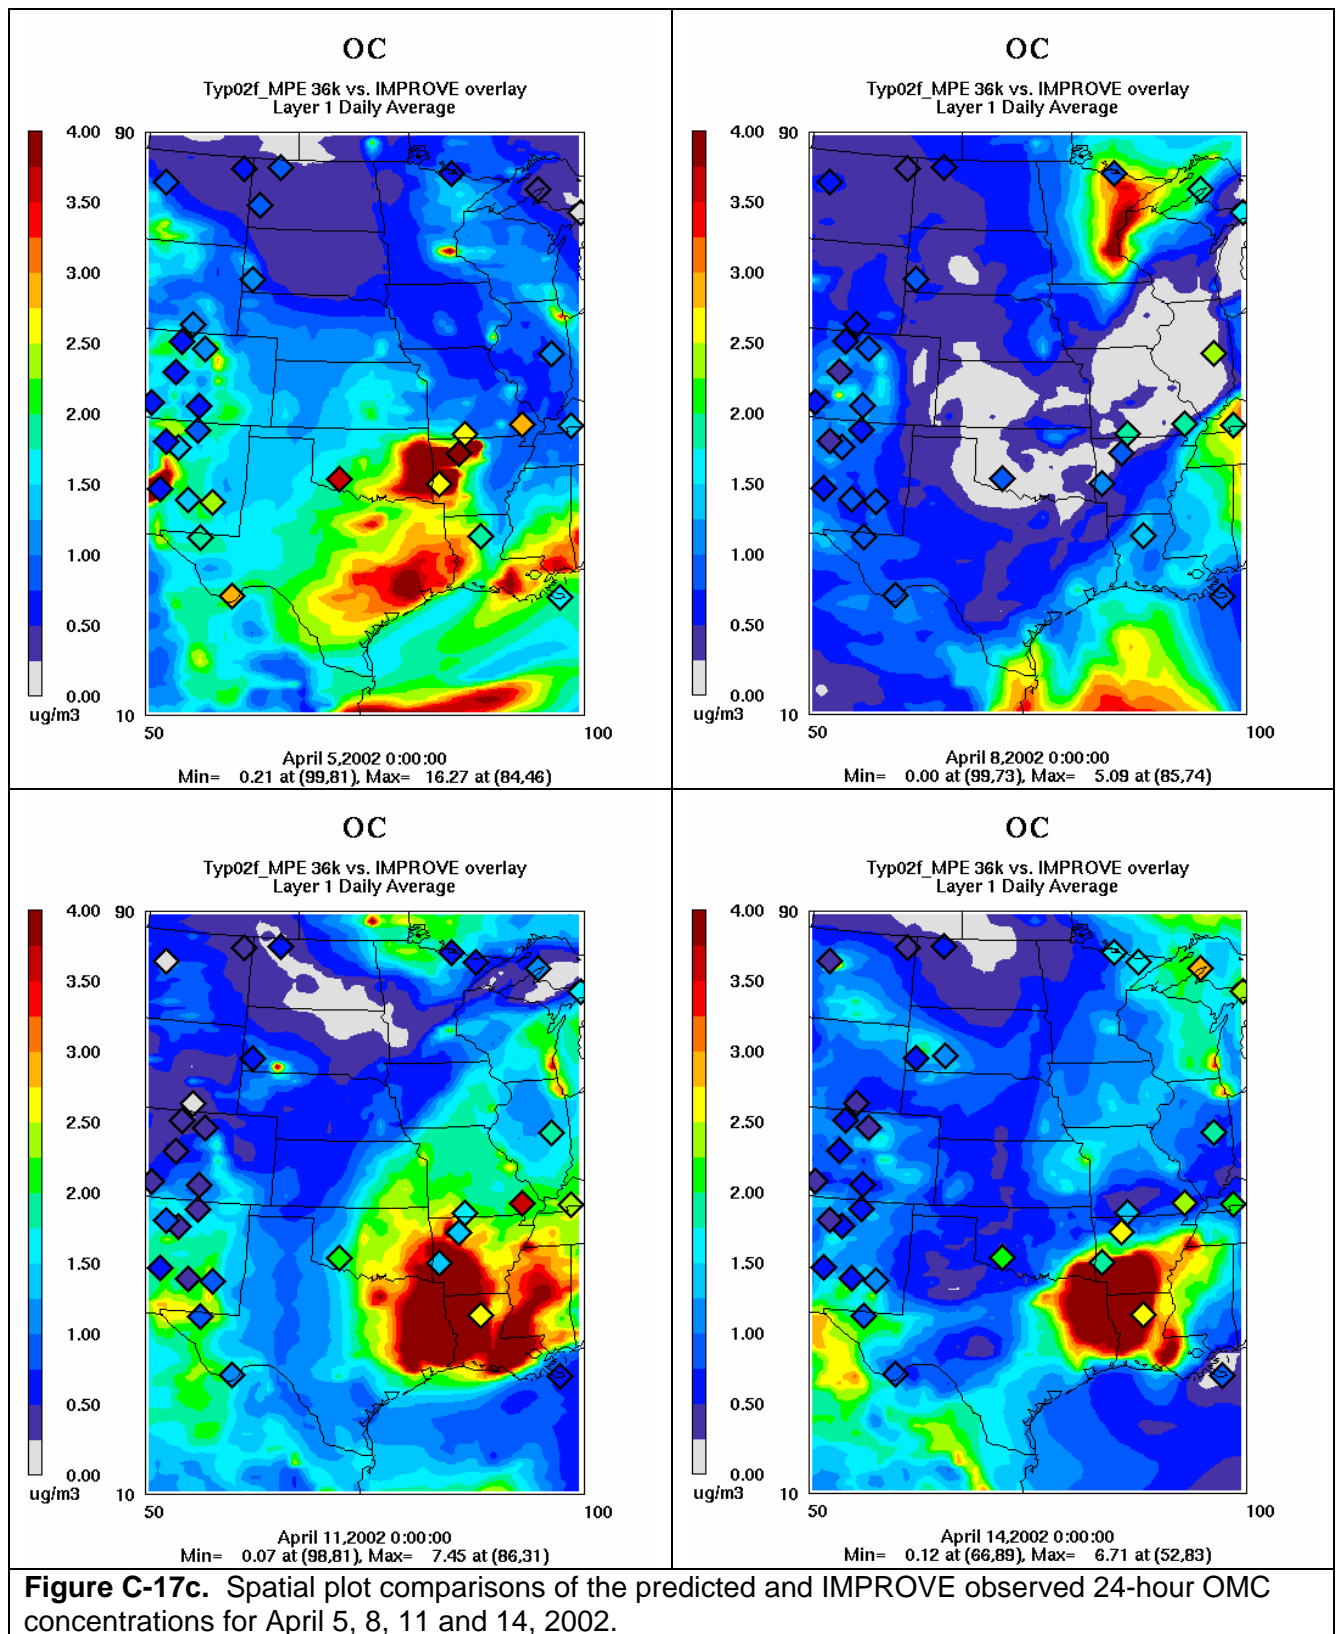 OC
Typ02f_MPE 36k vs. IMPROVE overlay
Layer 1 Daily Average
4.00
3.50
3.00
2.50
2.00
1.50
1.00
0.50
0.00
ug/m3
90
10
50
100
April 5,2002 0:00:00
Min= 0.21 at (99,81), Max= 16.27 at (84,46)
OC
Typ02f_MPE 36k vs. IMPROVE overlay
Layer 1 Daily Average
4.00
3.50
3.00
2.50
2.00
1.50
1.00
0.50
0.00
ug/m3
90
10
50
100
April 8,2002 0:00:00
Min= 0.00 at (99,73), Max= 5.09 at (85,74)
OC
Typ02f_MPE 36k vs. IMPROVE overlay
Layer 1 Daily Average
4.00
3.50
3.00
2.50
2.00
1.50
1.00
0.50
0.00
ug/m3
90
10
50
100
April 11,2002 0:00:00
Min= 0.07 at (98,81), Max= 7.45 at (86,31)
OC
Typ02f_MPE 36k vs. IMPROVE overlay
Layer 1 Daily Average
4.00
3.50
3.00
2.50
2.00
1.50
1.00
0.50
0.00
ug/m3
90
10
50
100
April 14,2002 0:00:00
Min= 0.12 at (66,89), Max= 6.71 at (52,83)
Figure C-17c. Spatial plot comparisons of the predicted and IMPROVE observed 24-hour OMC
concentrations for April 5, 8, 11 and 14, 2002.